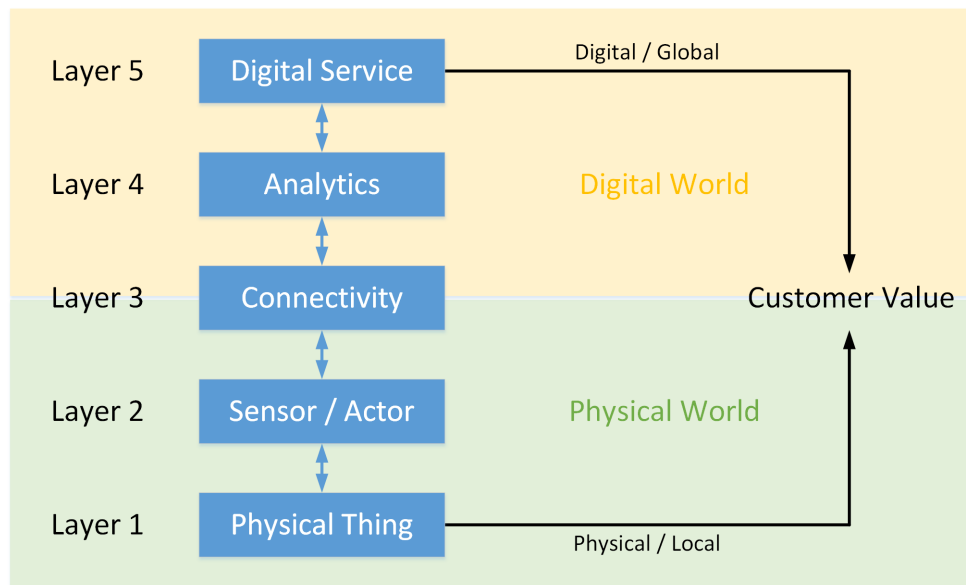 Layer 5
Digital Service
Digital / Global
Layer 4
Analytics
Digital World
Layer 3
Connectivity
Customer Value
Layer 2
Sensor / Actor
Physical World
Layer 1
Physical Thing
Physical / Local